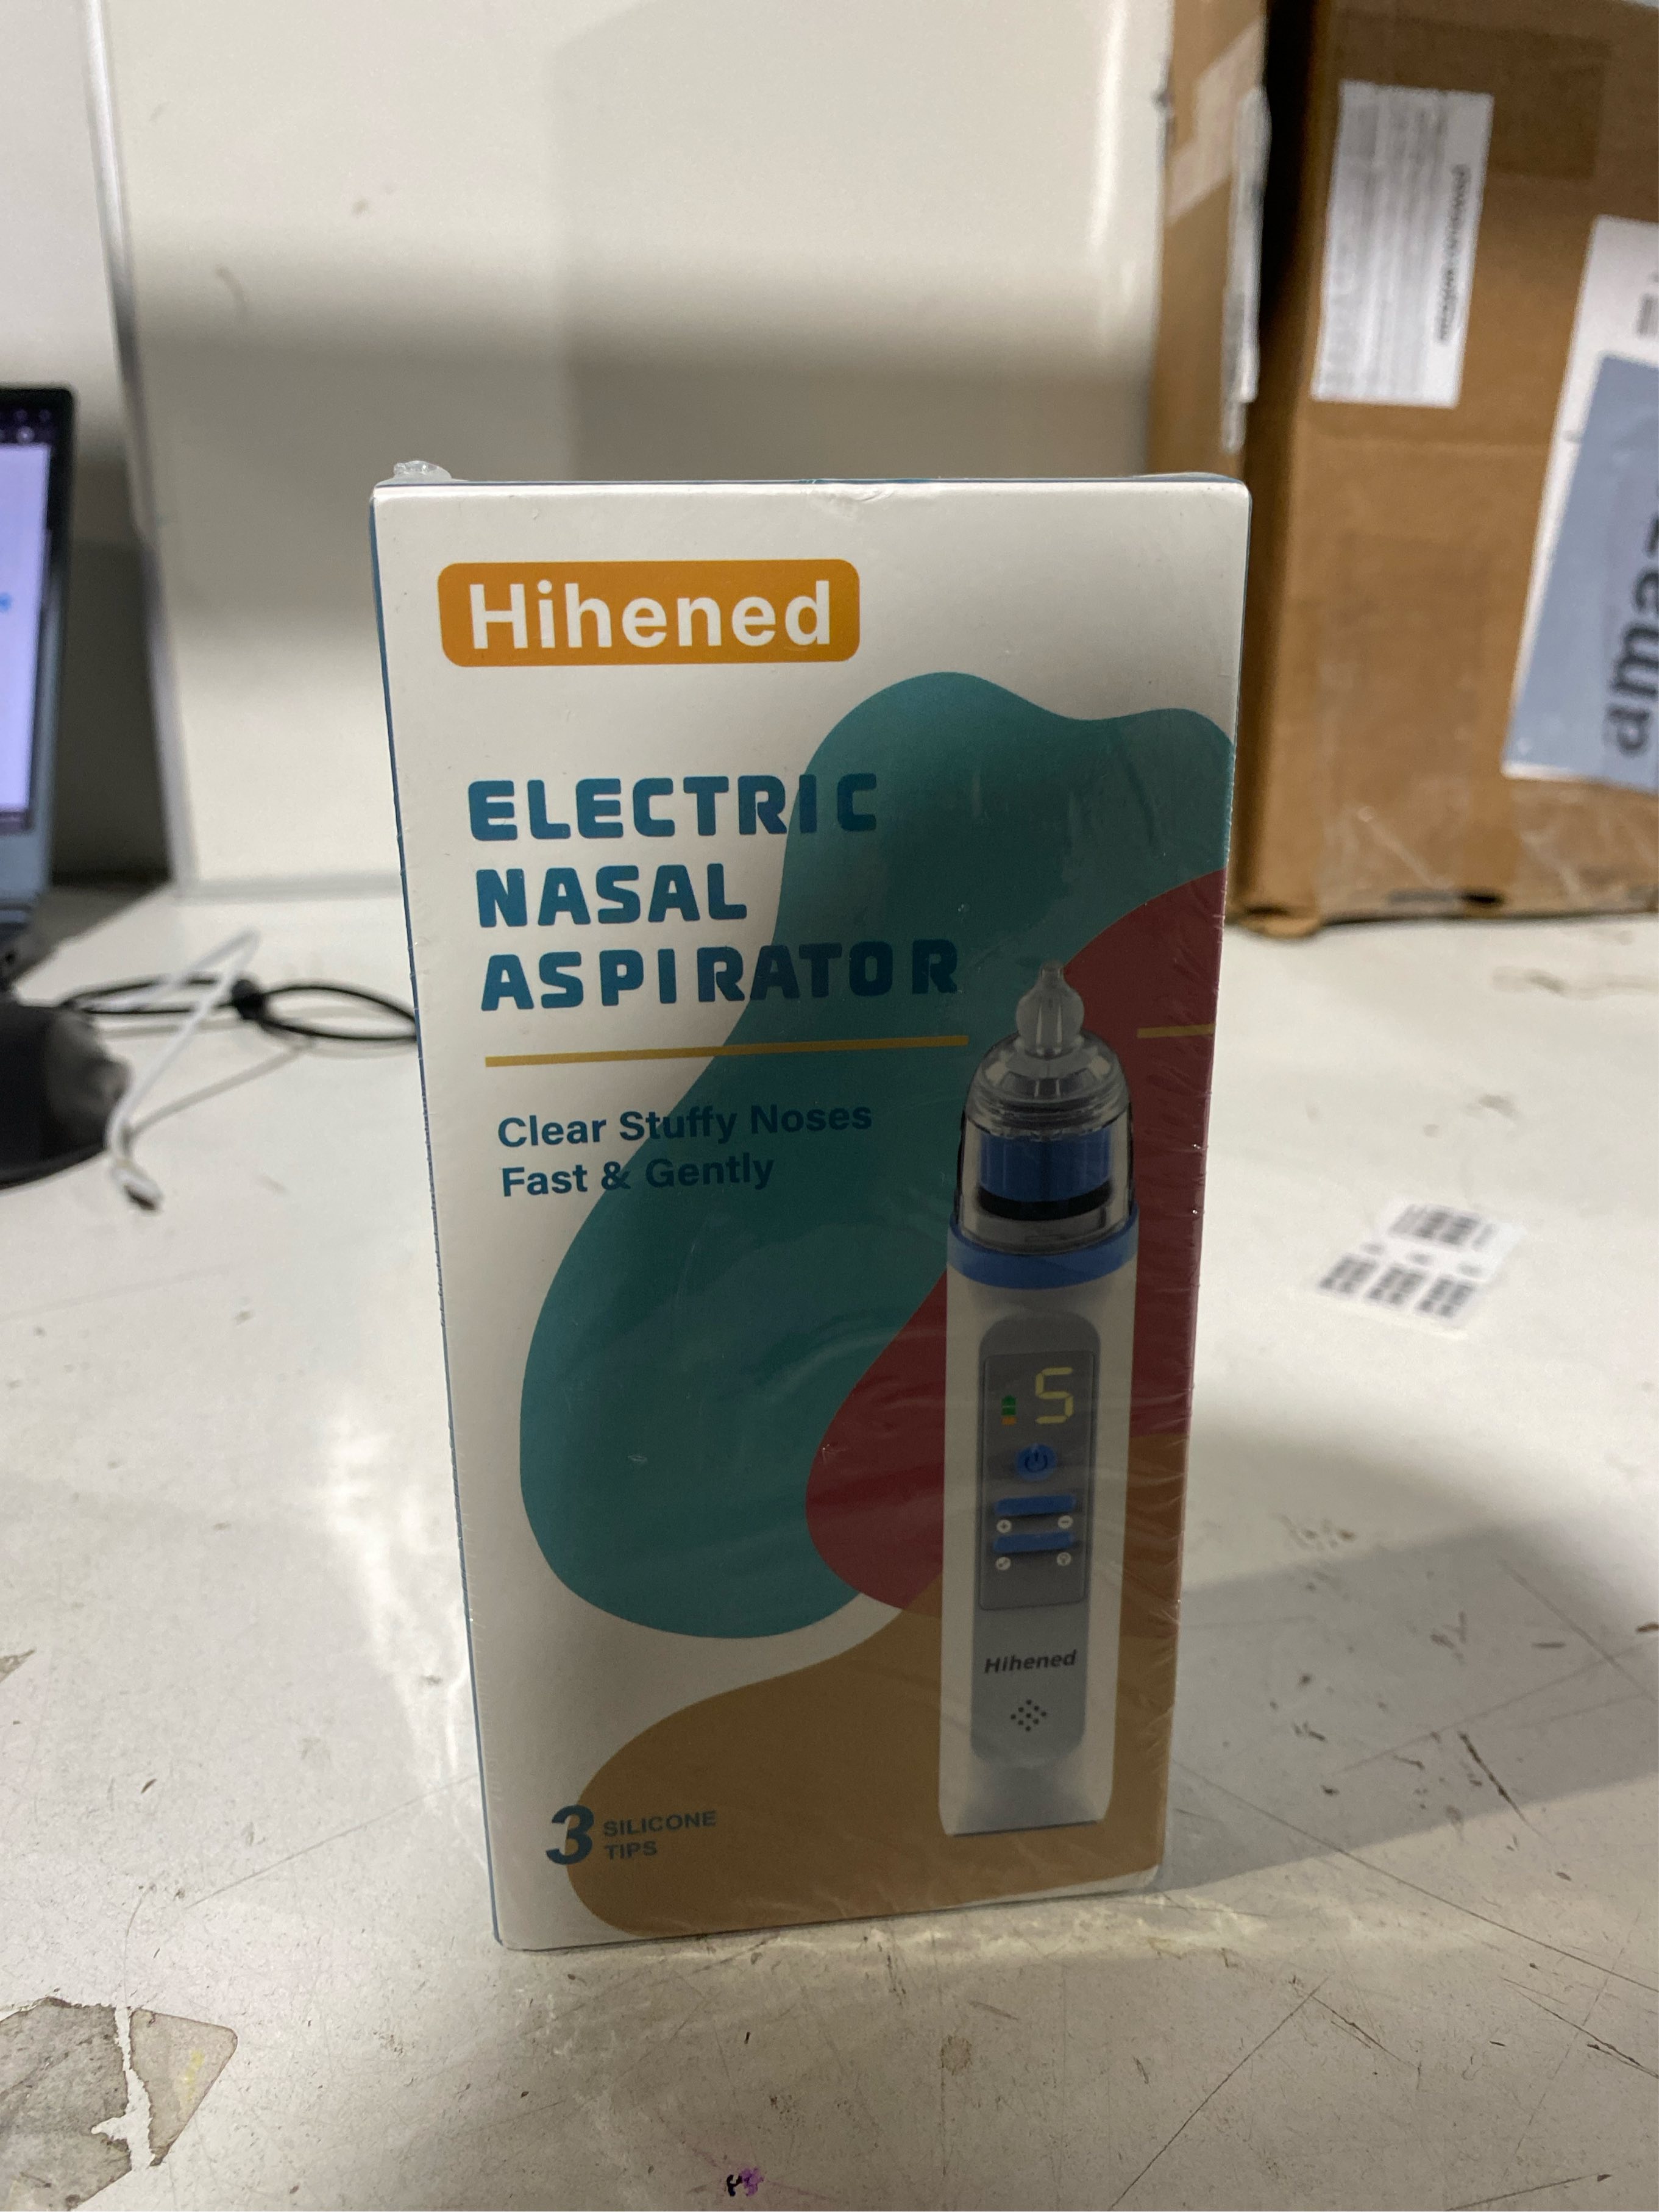 Hihened
ELECTRIC
NASAL
ASPIRATOR
Clear Stuffy Noses
Fast & Gently
5
Hihened
3 SILICONE
TIPS